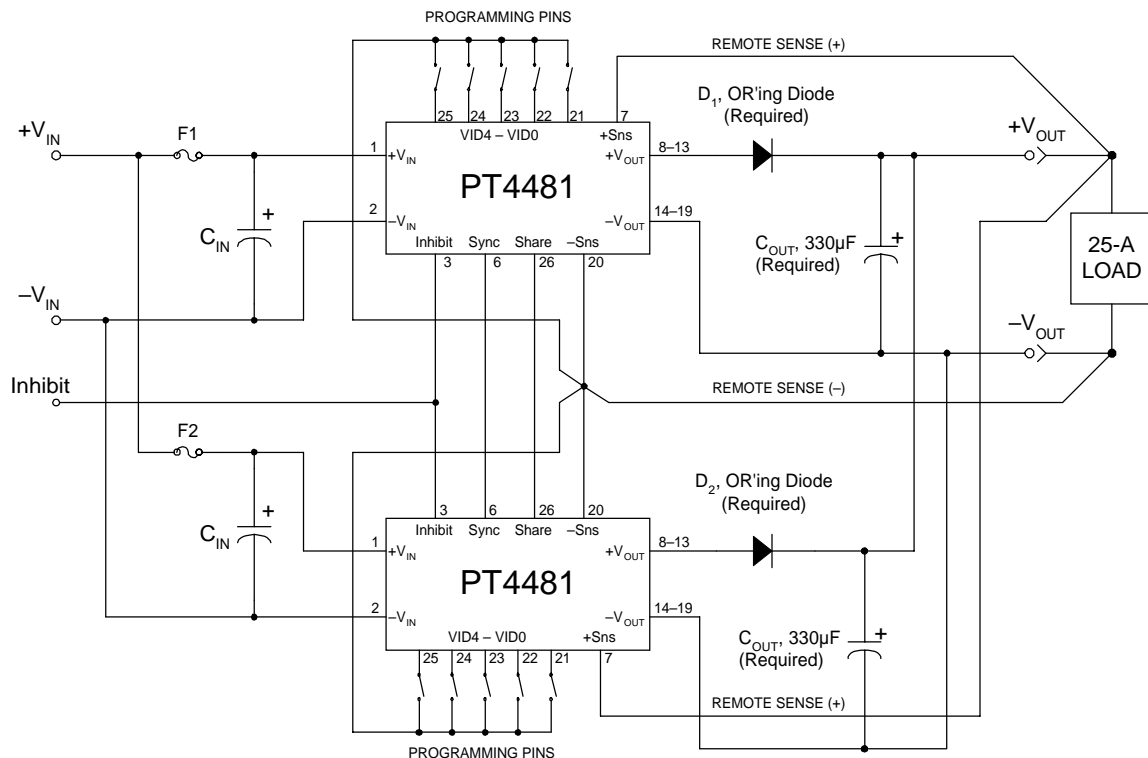 PROGRAMMING PINS
REMOTE SENSE (+)
25 24 23 22 21 7
VID4 – VID0 +Sns
D1, OR'ing Diode
(Required)
+VIN
F1
1 +VIN
+VOUT 8–13
+VOUT
PT4481
2 –VIN
–VOUT 14–19
+
CIN
Inhibit Sync Share –Sns
3 6 26 20
COUT, 330µF
(Required)
+
25-A
LOAD
–VIN
–VOUT
Inhibit
REMOTE SENSE (–)
F2
D2, OR'ing Diode
(Required)
3 6 26 20
Inhibit Sync Share –Sns
+
CIN
1 +VIN
+VOUT 8–13
PT4481
2 –VIN
–VOUT 14–19
VID4 – VID0 +Sns
25 24 23 22 21 7
COUT, 330µF
(Required)
+
REMOTE SENSE (+)
PROGRAMMING PINS